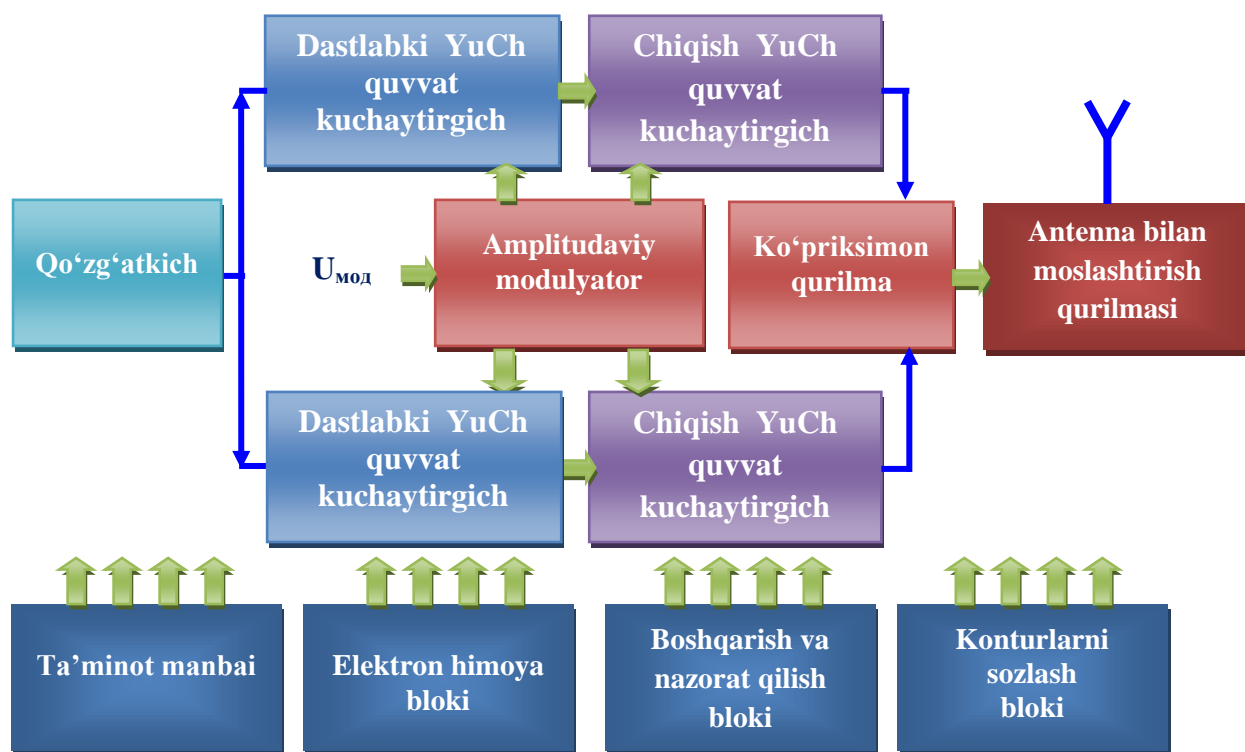 Dastlabki YuCh
quvvat
kuchaytirgich
Chiqish YuCh
quvvat
kuchaytirgich
Qo‘zg‘atkich
Uмод
Amplitudaviy
modulyator
Ko‘priksimon
qurilma
Antenna bilan
moslashtirish
qurilmasi
Dastlabki YuCh
quvvat
kuchaytirgich
Chiqish YuCh
quvvat
kuchaytirgich
Ta’minot manbai
Elektron himoya
bloki
Boshqarish va
nazorat qilish
bloki
Konturlarni
sozlash
bloki